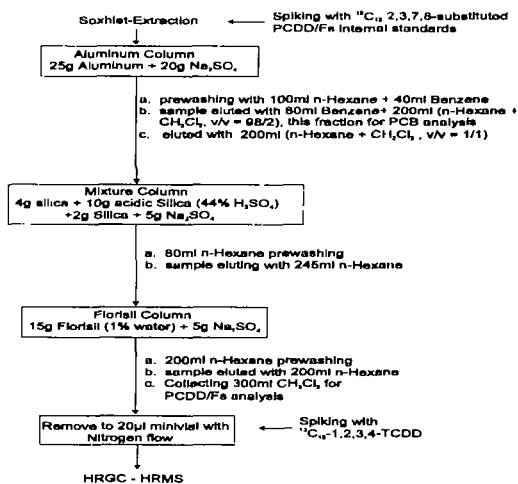 Soxhlet-Extraction
Spiking with ¹³C₁₂ 2,3,7,8-substituted
PCDD/Fs internal standards
Aluminum Column
25g Aluminum + 20g Na₂SO₄
a. prewashing with 100ml n-Hexane + 40ml Benzene
b. sample eluted with 80ml Benzene+ 200ml (n-Hexane +
CH₂Cl₂, v/v = 98/2), this fraction for PCB analysis
c. eluted with 200ml (n-Hexane + CH₂Cl₂ , v/v = 1/1)
Mixture Column
4g silica + 10g acidic Silica (44% H₂SO₄)
+2g Silica + 5g Na₂SO₄
a. 80ml n-Hexane prewashing
b. sample eluting with 245ml n-Hexane
Florisil Column
15g Florisil (1% water) + 5g Na₂SO₄
a. 200ml n-Hexane prewashing
b. sample eluted with 200ml n-Hexane
c. Collecting 300ml CH₂Cl₂ for
PCDD/Fs analysis
Remove to 20µl minivial with
Nitrogen flow
Spiking with
¹³C₁₂-1,2,3,4-TCDD
HRGC - HRMS